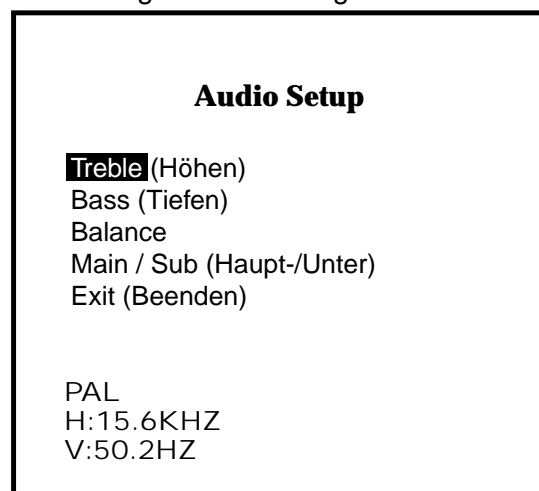 Audio Setup
Treble (Höhen)
Bass (Tiefen)
Balance
Main / Sub (Haupt-/Unter)
Exit (Beenden)
PAL
H:15.6KHZ
V:50.2HZ